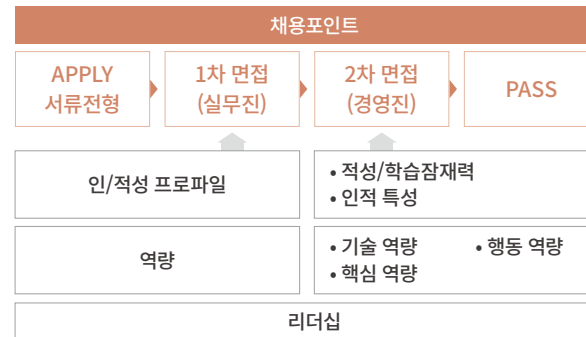 채용포인트
APPLY
서류전형
1차 면접
(실무진)
2차 면접
(경영진)
PASS
인/적성 프로파일
• 적성/학습잠재력
• 인적 특성
역량
• 기술 역량
• 행동 역량
• 핵심 역량
리더십